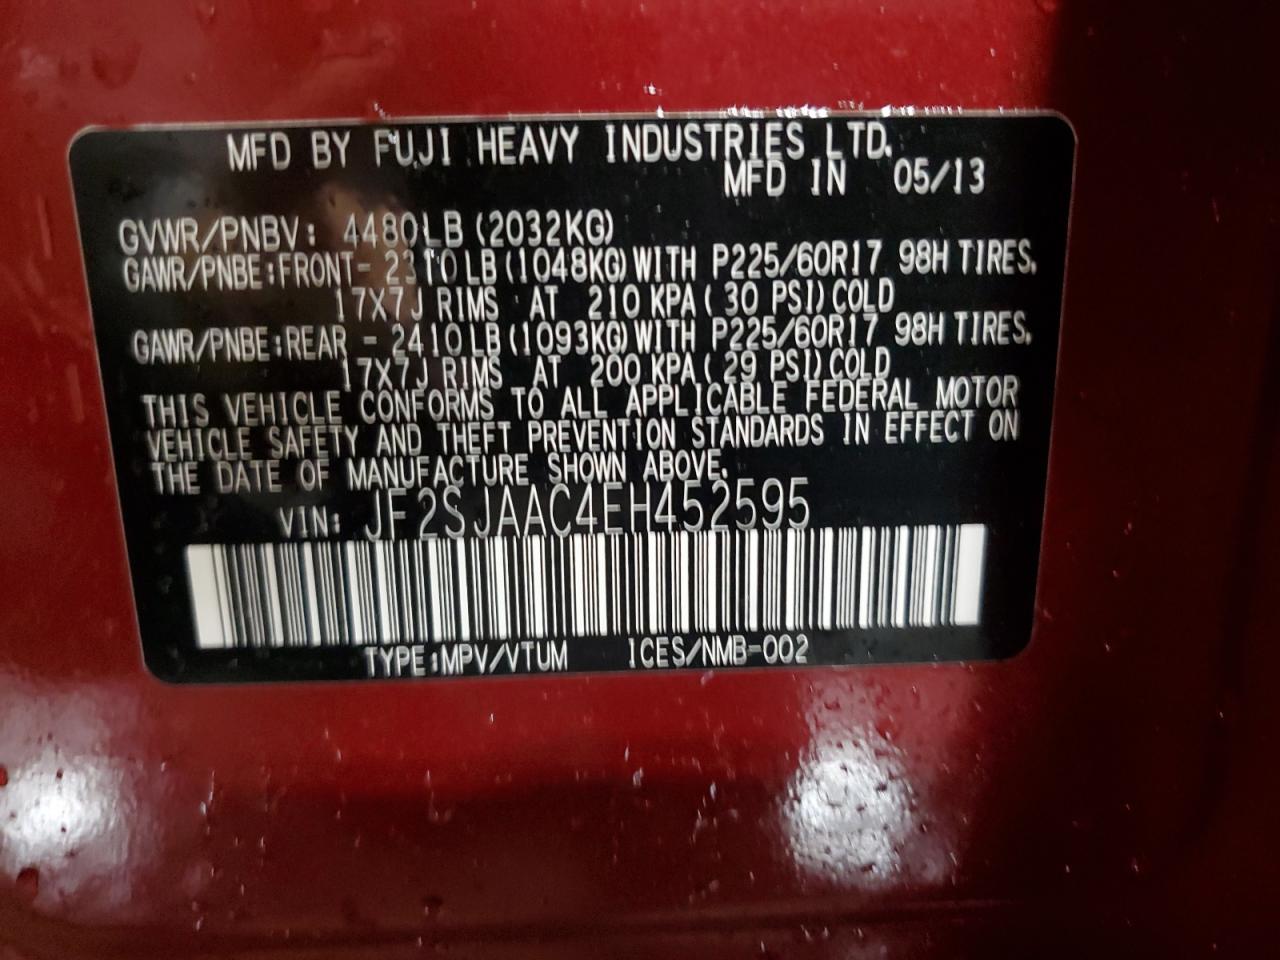 MFD BY FUJI HEAVY INDUSTRIES LTD.
MFD IN 05/13
GVWR/PNBV: 4480LB (2032KG)
GAWR/PNBE:FRONT- 2310LB(1048KG)WITH P225/60R17 98H TIRES.
17X7J RIMS AT 210 KPA( 30 PSI)COLD
GAWR/PNBE:REAR - 2410LB(1093KG)WITH P225/60R17 98H TIRES.
17X7J RIMS AT 200 KPA( 29 PSI)COLD
THIS VEHICLE CONFORMS TO ALL APPLICABLE FEDERAL MOTOR
VEHICLE SAFETY AND THEFT PREVENTION STANDARDS IN EFFECT ON
THE DATE OF MANUFACTURE SHOWN ABOVE.
VIN: JF2SJAAC4EH452595
TYPE:MPV/VTUM ICES/NMB-002